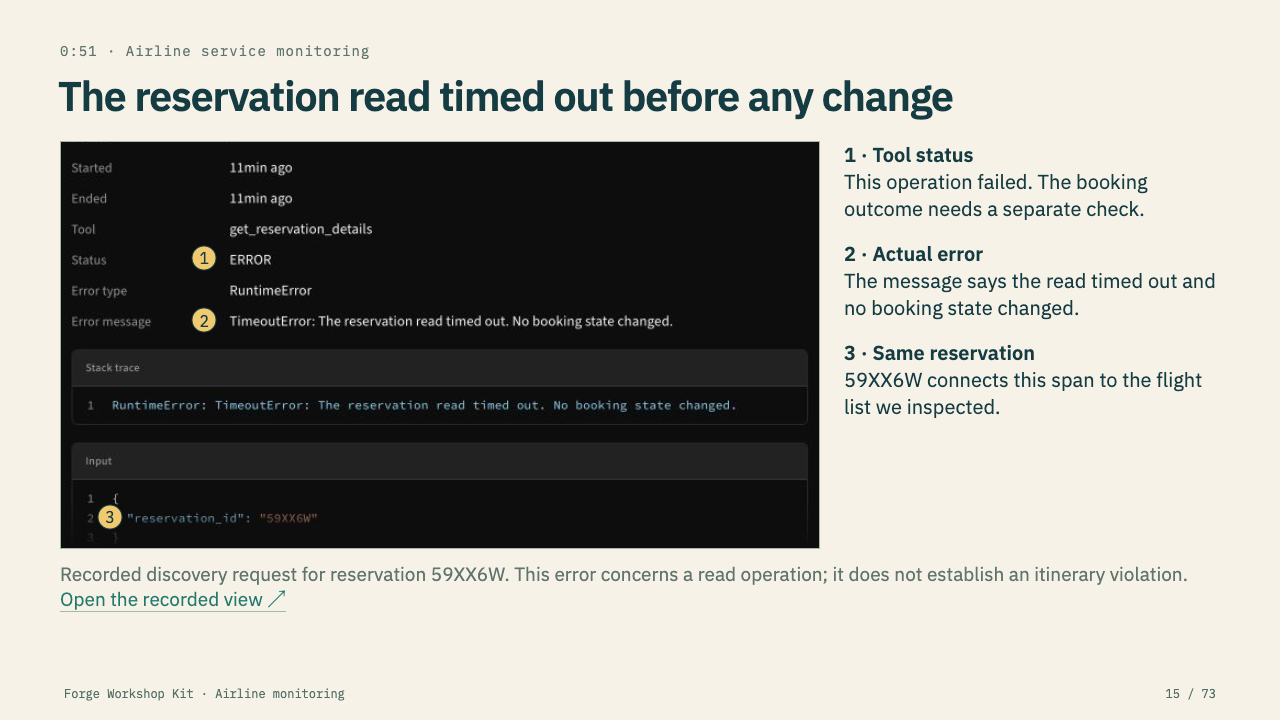 0:51 · Airline service monitoring
The reservation read timed out before any change
Started 11min ago
Ended 11min ago
Tool get_reservation_details
Status 1 ERROR
Error type RuntimeError
Error message 2 TimeoutError: The reservation read timed out. No booking state changed.
Stack trace
1 RuntimeError: TimeoutError: The reservation read timed out. No booking state changed.
Input
1 {
2 3 "reservation_id": "59XX6W"
3 }
1 · Tool status
This operation failed. The booking
outcome needs a separate check.
2 · Actual error
The message says the read timed out and
no booking state changed.
3 · Same reservation
59XX6W connects this span to the flight
list we inspected.
Recorded discovery request for reservation 59XX6W. This error concerns a read operation; it does not establish an itinerary violation.
Open the recorded view ↗
Forge Workshop Kit · Airline monitoring
15 / 73